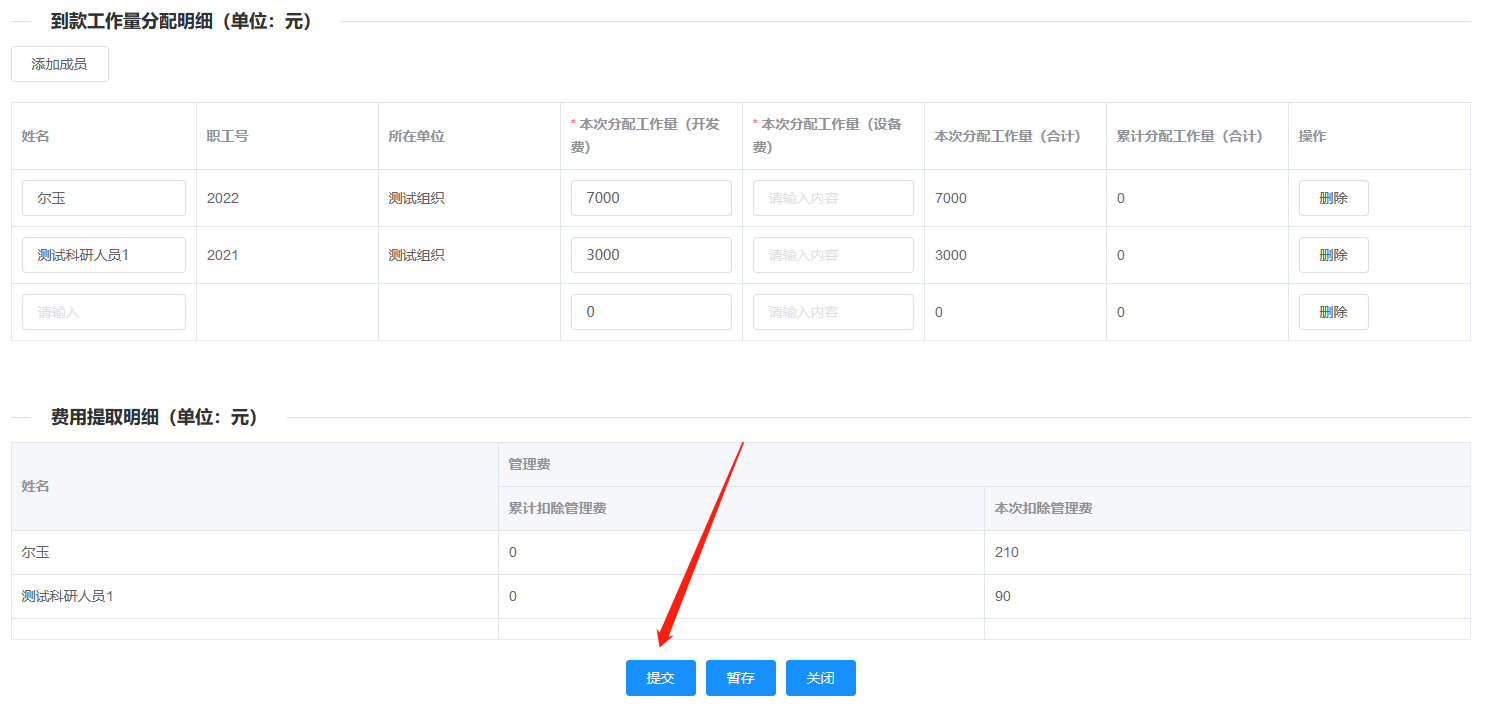 到款工作量分配明细（单位：元）
添加成员
姓名 职工号 所在单位 * 本次分配工作量（开发费） * 本次分配工作量（设备费） 本次分配工作量（合计） 累计分配工作量（合计） 操作
尔玉 2022 测试组织 7000 请输入内容 7000 0 删除
测试科研人员1 2021 测试组织 3000 请输入内容 3000 0 删除
请输入 0 请输入内容 0 0 删除
费用提取明细（单位：元）
姓名 管理费
累计扣除管理费 本次扣除管理费
尔玉 0 210
测试科研人员1 0 90
提交 暂存 关闭